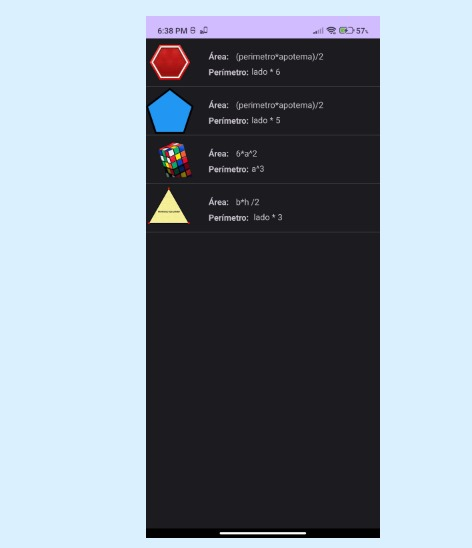 6:38 PM
57%
Área: (perimetro*apotema)/2
Perímetro: lado * 6
Área: (perimetro*apotema)/2
Perímetro: lado * 5
Área: 6*a^2
Perímetro: a^3
Área: b*h /2
Perímetro: lado * 3